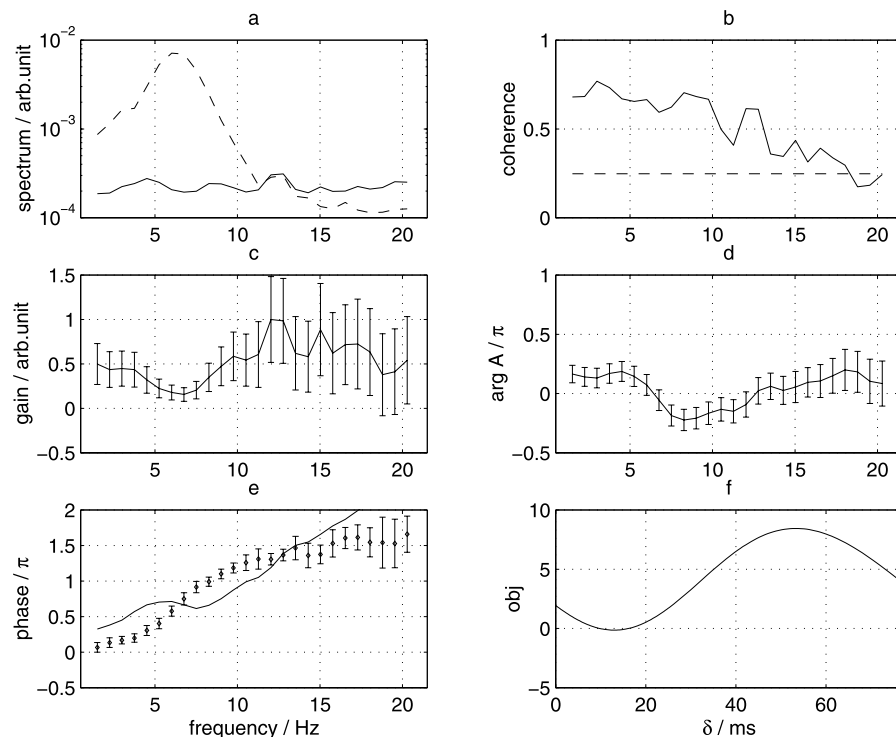 a
10^−2
10^−3
10^−4
spectrum / arb.unit
5 10 15 20
b
1
0.5
0
coherence
5 10 15 20
c
1.5
1
0.5
0
−0.5
gain / arb.unit
5 10 15 20
d
1
0.5
0
−0.5
arg A / π
5 10 15 20
e
2
1.5
1
0.5
0
−0.5
phase / π
5 10 15 20
frequency / Hz
f
10
5
0
−5
obj
0 20 40 60
δ / ms